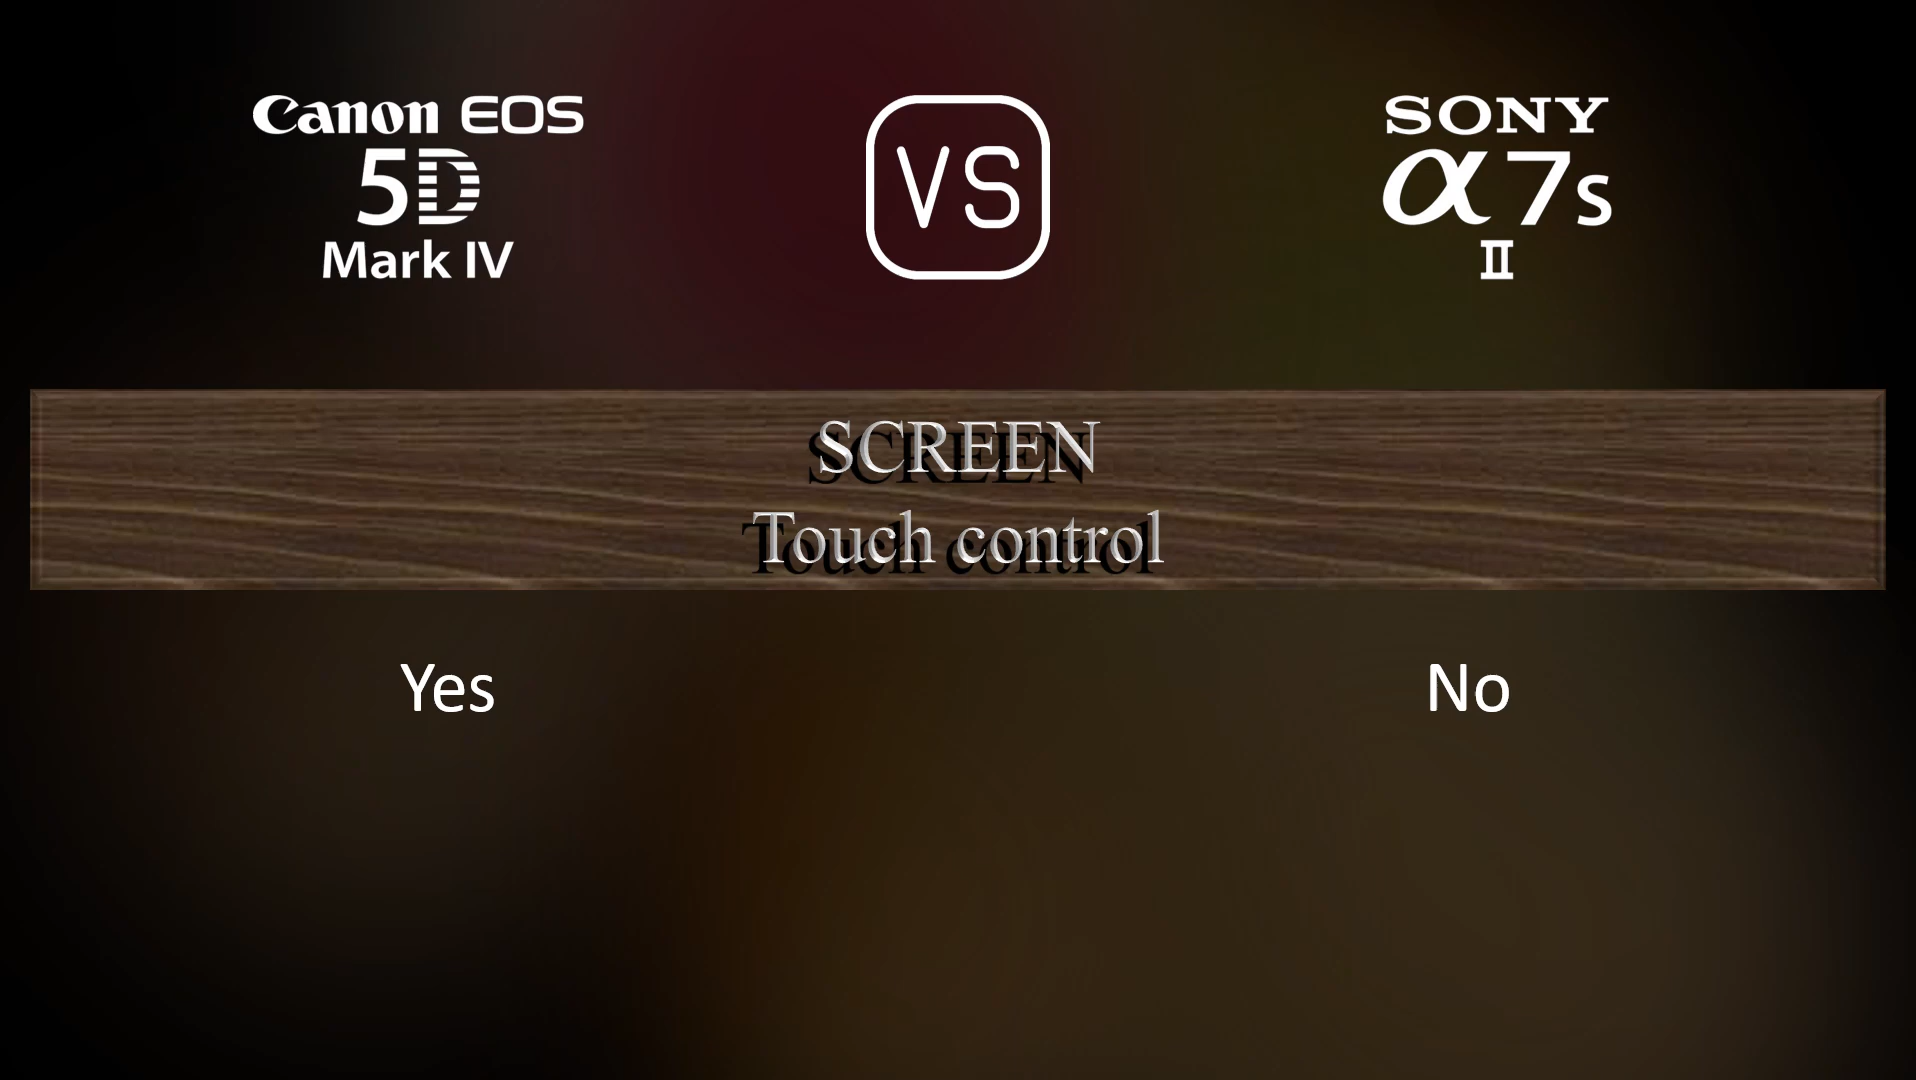 Canon EOS
5D
Mark IV
VS
SONY
α7s
II
SCREEN
Touch control
Yes
No